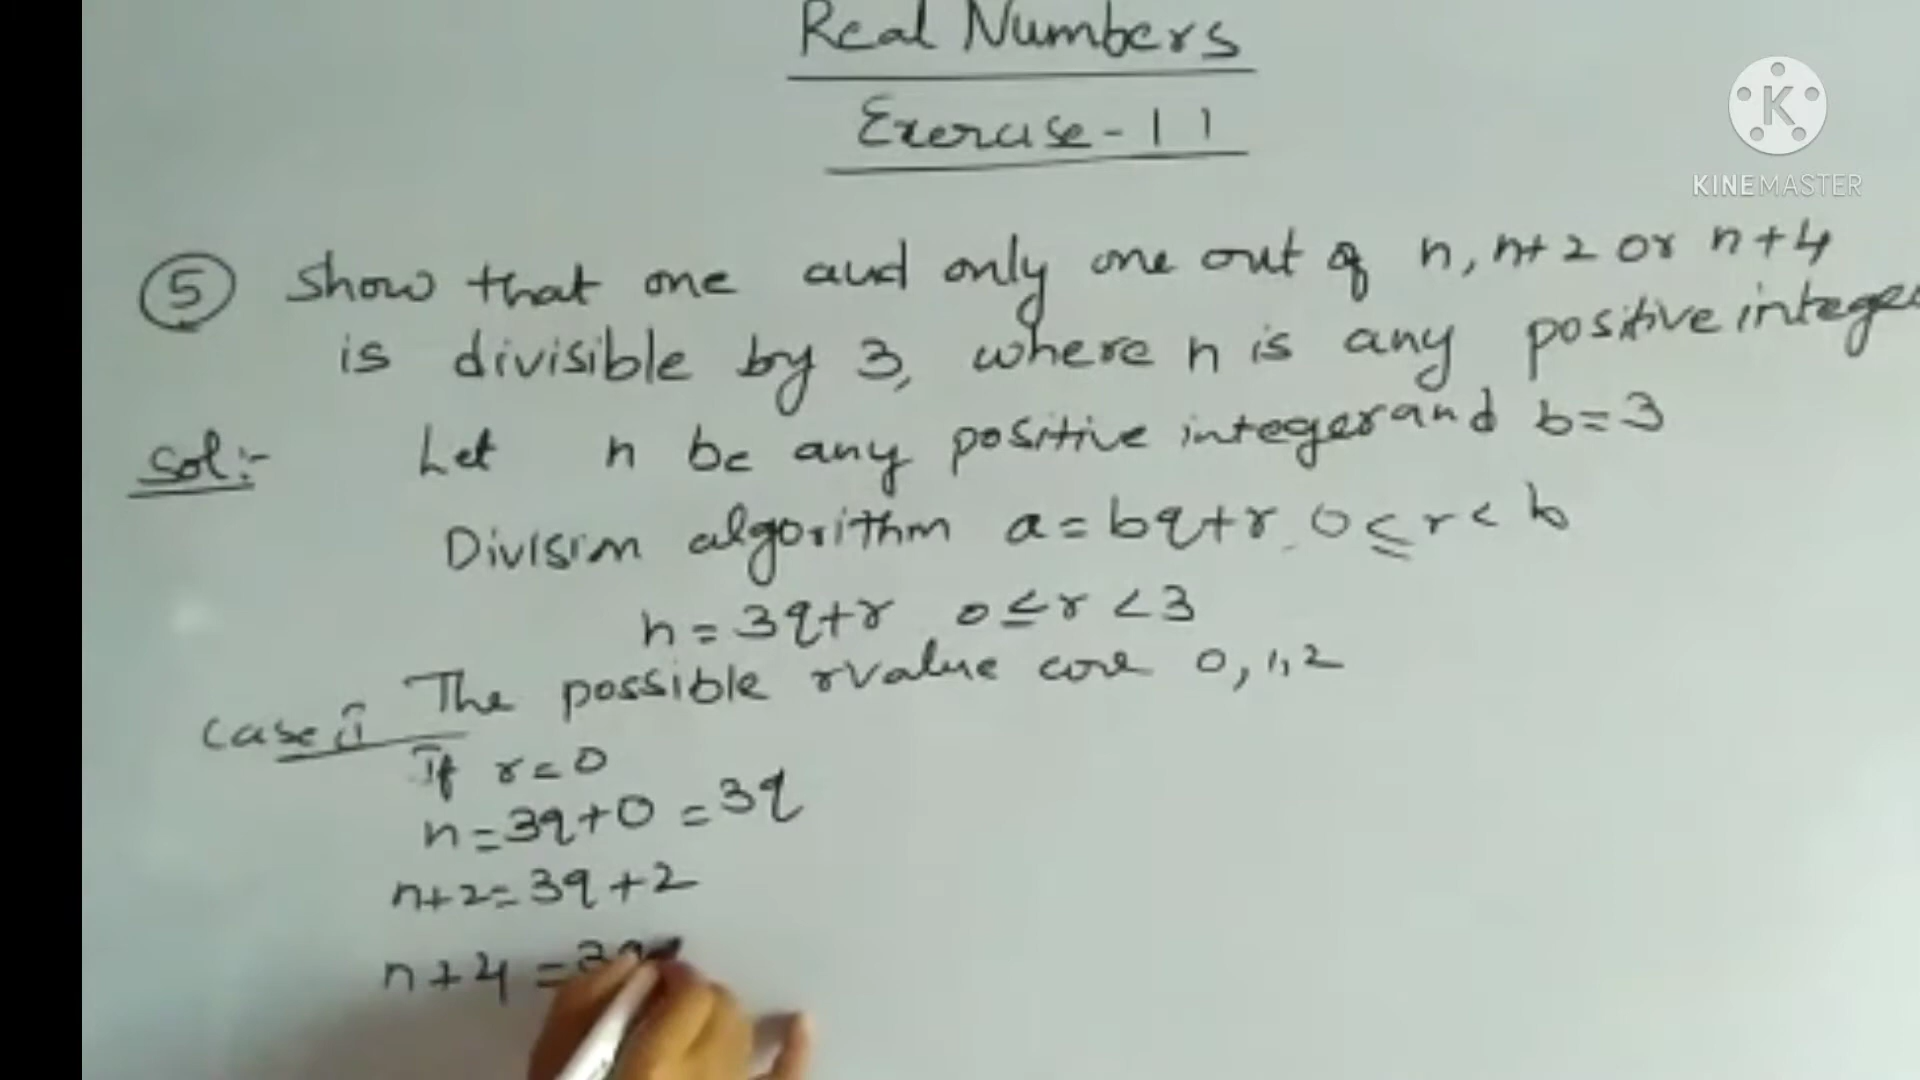 Real Numbers
Exercise - 1 1
KINEMASTER
5 Show that one and only one out of n, n+2 or n+4
is divisible by 3, where n is any positive integer
Sol:- Let n be any positive integer and b=3
Division algorithm a = bq+r 0 ≤ r < b
n = 3q+r 0 ≤ r < 3
The possible r value are 0, 1, 2
Case i
If r = 0
n = 3q+0 = 3q
n+2 = 3q+2
n+4 = 3q